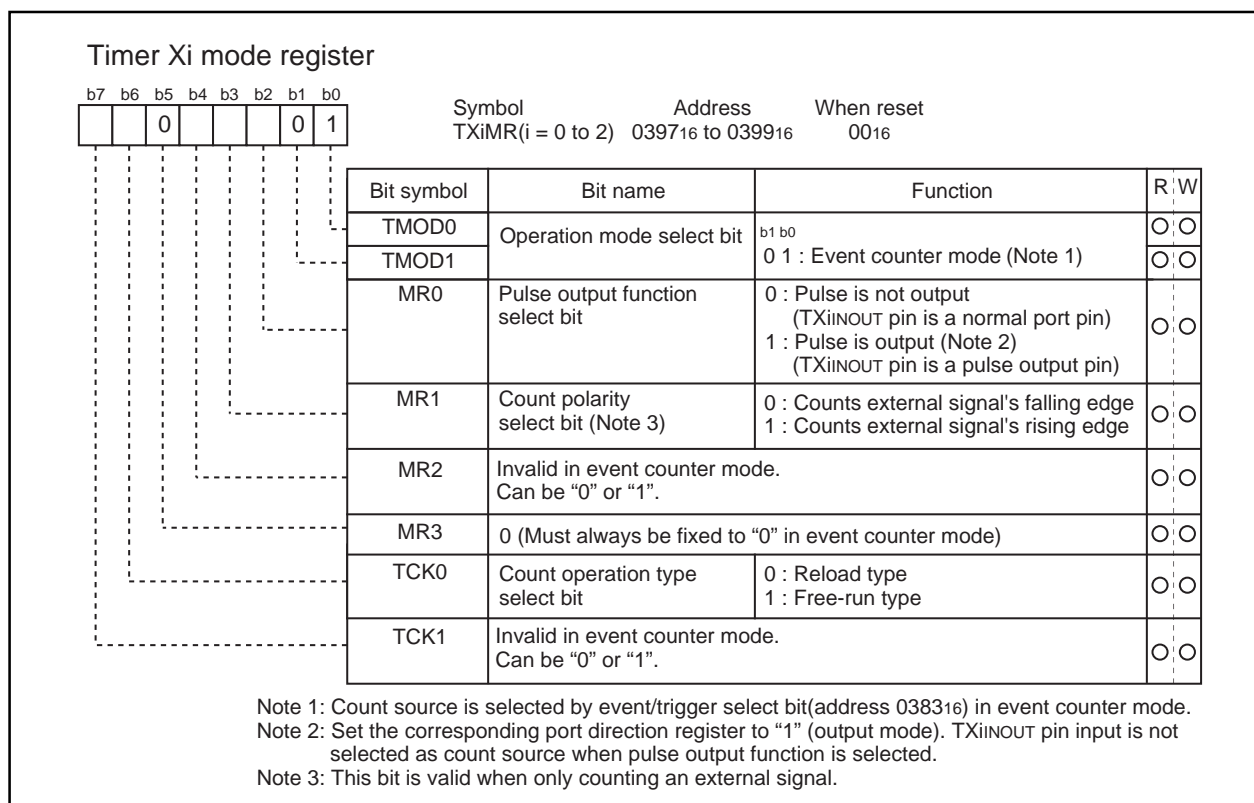 Timer Xi mode register
b7 b6 b5 b4 b3 b2 b1 b0
0 0 1
Symbol Address When reset
TXiMR(i = 0 to 2) 039716 to 039916 0016
Bit symbol Bit name Function R W
TMOD0 Operation mode select bit b1 b0
TMOD1 0 1 : Event counter mode (Note 1)
MR0 Pulse output function 0 : Pulse is not output
select bit (TXiINOUT pin is a normal port pin)
1 : Pulse is output (Note 2)
(TXiINOUT pin is a pulse output pin)
MR1 Count polarity 0 : Counts external signal's falling edge
select bit (Note 3) 1 : Counts external signal's rising edge
MR2 Invalid in event counter mode.
Can be “0” or “1”.
MR3 0 (Must always be fixed to “0” in event counter mode)
TCK0 Count operation type 0 : Reload type
select bit 1 : Free-run type
TCK1 Invalid in event counter mode.
Can be “0” or “1”.
Note 1: Count source is selected by event/trigger select bit(address 038316) in event counter mode.
Note 2: Set the corresponding port direction register to “1” (output mode). TXiINOUT pin input is not
selected as count source when pulse output function is selected.
Note 3: This bit is valid when only counting an external signal.